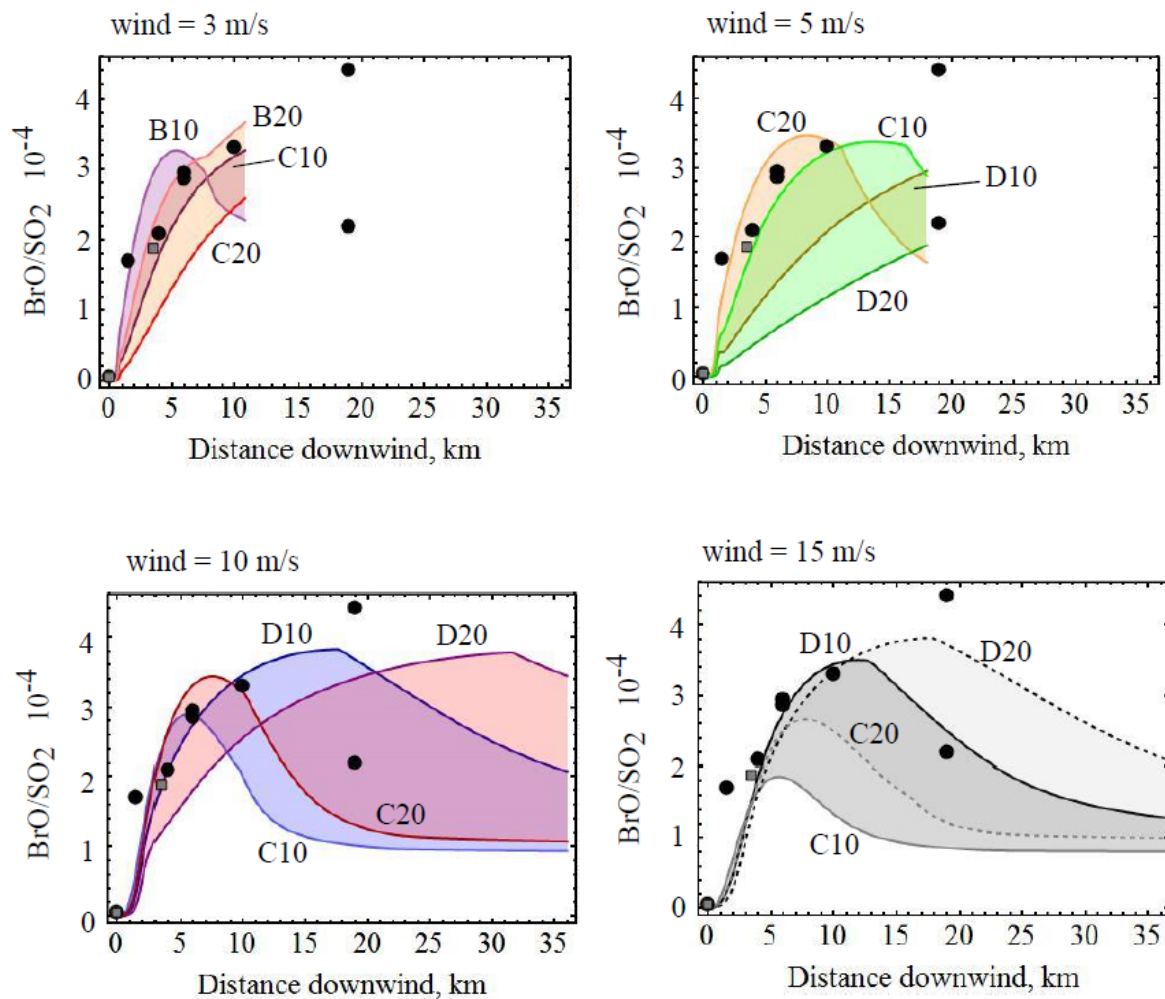 wind = 3 m/s
BrO/SO2 10-4
4
3
2
1
0
B10
B20
C10
C20
0 5 10 15 20 25 30 35
Distance downwind, km
wind = 5 m/s
BrO/SO2 10-4
4
3
2
1
0
C20
C10
D10
D20
0 5 10 15 20 25 30 35
Distance downwind, km
wind = 10 m/s
BrO/SO2 10-4
4
3
2
1
0
D10
D20
C20
C10
0 5 10 15 20 25 30 35
Distance downwind, km
wind = 15 m/s
BrO/SO2 10-4
4
3
2
1
0
D10
D20
C20
C10
0 5 10 15 20 25 30 35
Distance downwind, km